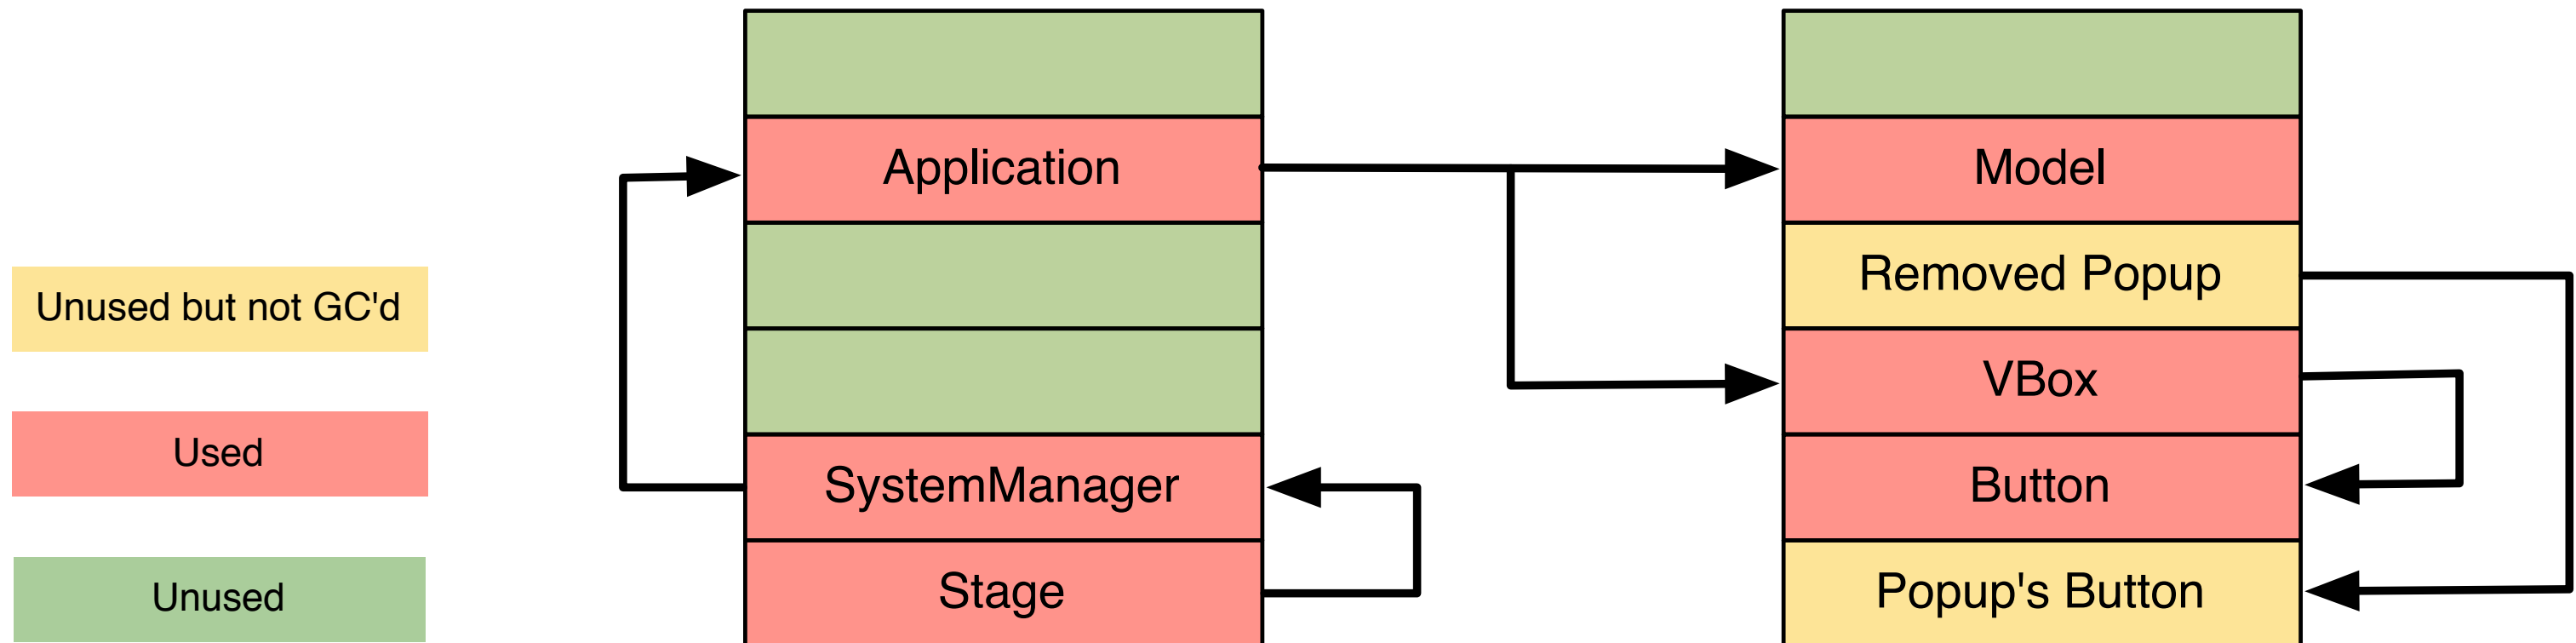 Unused but not GC'd
Used
Unused
Application
SystemManager
Stage
Model
Removed Popup
VBox
Button
Popup's Button